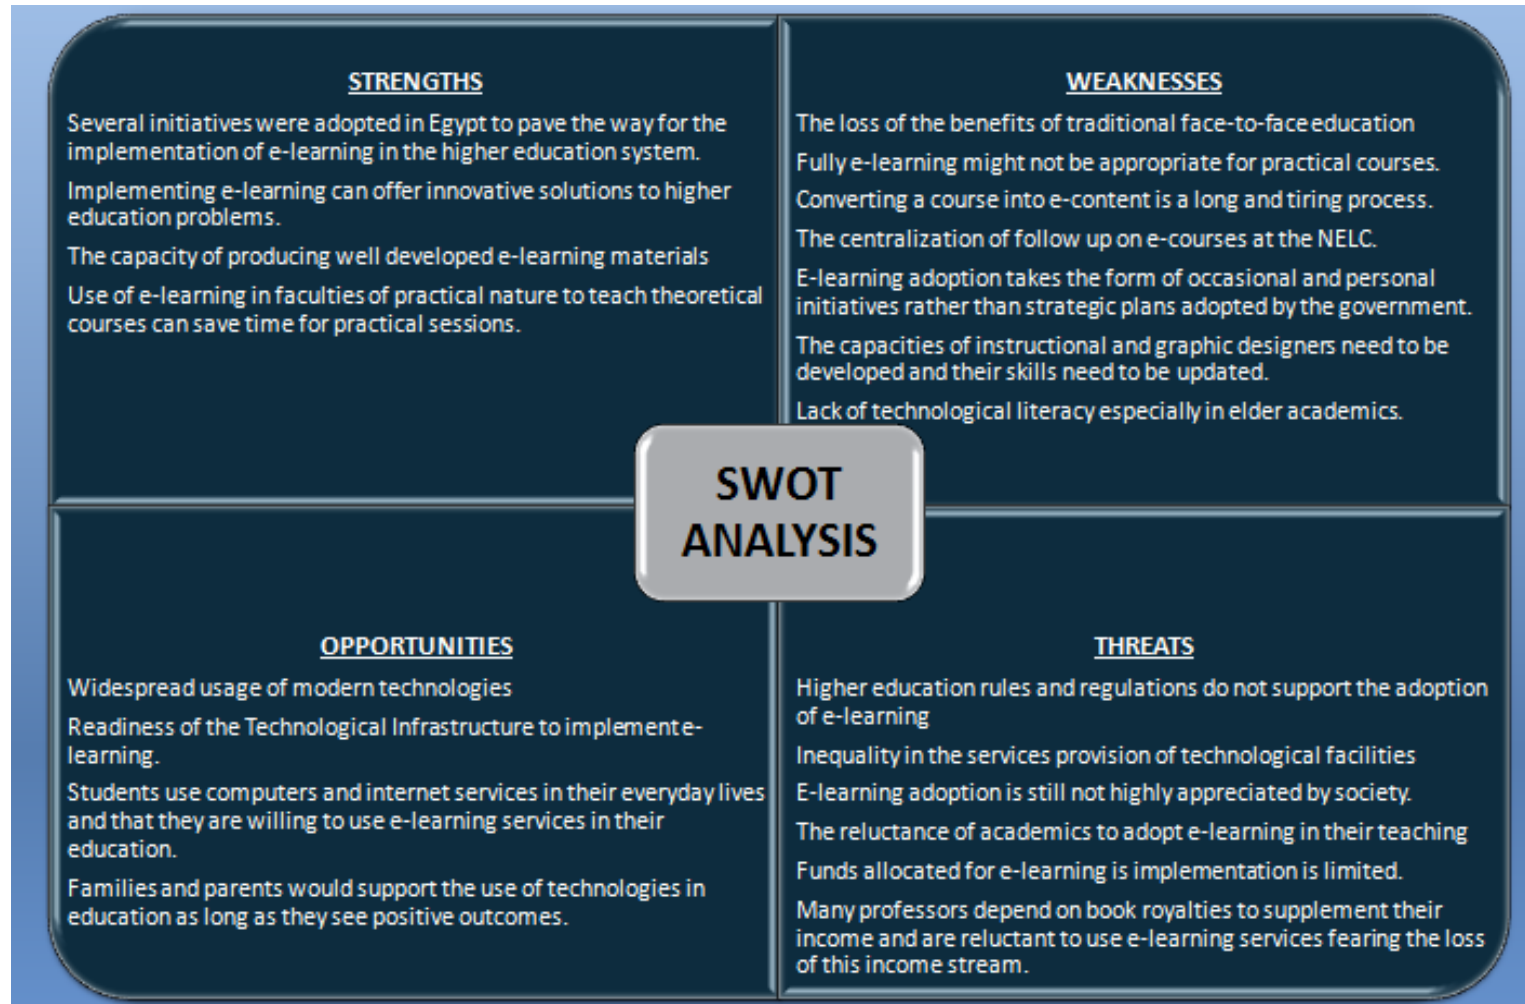 STRENGTHS
Several initiatives were adopted in Egypt to pave the way for the
implementation of e-learning in the higher education system.
Implementing e-learning can offer innovative solutions to higher
education problems.
The capacity of producing well developed e-learning materials
Use of e-learning in faculties of practical nature to teach theoretical
courses can save time for practical sessions.
WEAKNESSES
The loss of the benefits of traditional face-to-face education
Fully e-learning might not be appropriate for practical courses.
Converting a course into e-content is a long and tiring process.
The centralization of follow up on e-courses at the NELC.
E-learning adoption takes the form of occasional and personal
initiatives rather than strategic plans adopted by the government.
The capacities of instructional and graphic designers need to be
developed and their skills need to be updated.
Lack of technological literacy especially in elder academics.
SWOT
ANALYSIS
OPPORTUNITIES
Widespread usage of modern technologies
Readiness of the Technological Infrastructure to implement e-
learning.
Students use computers and internet services in their everyday lives
and that they are willing to use e-learning services in their
education.
Families and parents would support the use of technologies in
education as long as they see positive outcomes.
THREATS
Higher education rules and regulations do not support the adoption
of e-learning
Inequality in the services provision of technological facilities
E-learning adoption is still not highly appreciated by society.
The reluctance of academics to adopt e-learning in their teaching
Funds allocated for e-learning is implementation is limited.
Many professors depend on book royalties to supplement their
income and are reluctant to use e-learning services fearing the loss
of this income stream.